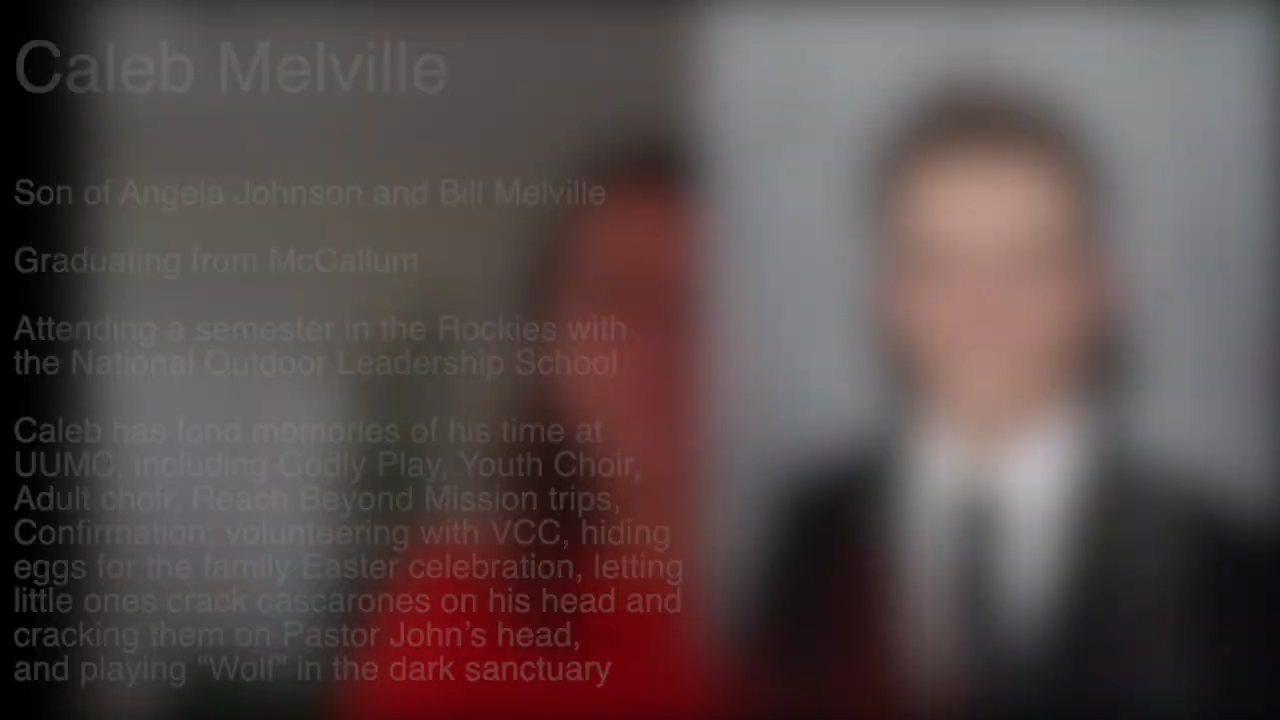 Caleb Melville
Son of Angela Johnson and Bill Melville
Graduating from McCallum
Attending a semester in the Rockies with
the National Outdoor Leadership School
Caleb has fond memories of his time at
UUMC, including Godly Play, Youth Choir,
Adult choir, Reach Beyond Mission trips,
Confirmation, volunteering with VCC, hiding
eggs for the family Easter celebration, letting
little ones crack cascarones on his head and
cracking them on Pastor John’s head,
and playing “Wolf” in the dark sanctuary